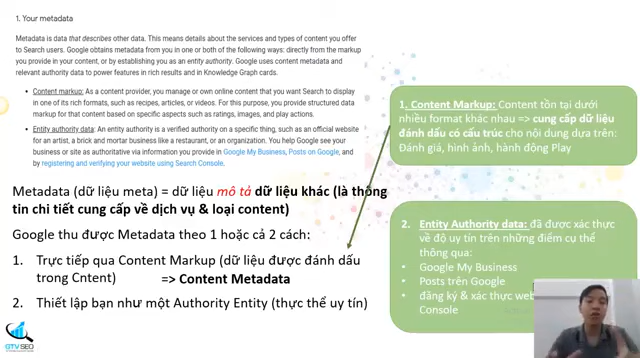 1. Your metadata
Metadata is data that describes other data. This means details about the services and types of content you offer
to Search users. Google obtains metadata from you in one or both of the following ways: directly from the markup
you provide in your content, or by establishing you as an entity authority. Google uses content metadata and
relevant authority data to power features in rich results and in Knowledge Graph cards.
• Content markup: As a content provider, you manage or own online content that you want Search to display
in one of its rich formats, such as recipes, articles, or videos. For this purpose, you provide structured data
markup for that content based on specific aspects such as ratings, images, and play actions.
• Entity authority data: An entity authority is a verified authority on a specific thing, such as an official website
for an artist, a brick and mortar business like a restaurant, or an organization. You help Google see your
business or site as authoritative via information you provide in Google My Business, Posts on Google, and
by registering and verifying your website using Search Console.
Metadata (dữ liệu meta) = dữ liệu mô tả dữ liệu khác (là thông
tin chi tiết cung cấp về dịch vụ & loại content)
Google thu được Metadata theo 1 hoặc cả 2 cách:
1. Trực tiếp qua Content Markup (dữ liệu được đánh dấu
trong Cntent) => Content Metadata
2. Thiết lập bạn như một Authority Entity (thực thể uy tín)
1. Content Markup: Content tồn tại dưới
nhiều format khác nhau => cung cấp dữ liệu
đánh dấu có cấu trúc cho nội dung dựa trên:
Đánh giá, hình ảnh, hành động Play
2. Entity Authority data: đã được xác thực
về độ uy tín trên những điểm cụ thể
thông qua:
• Google My Business
• Posts trên Google
• đăng ký & xác thực web
Console
GTV SEO